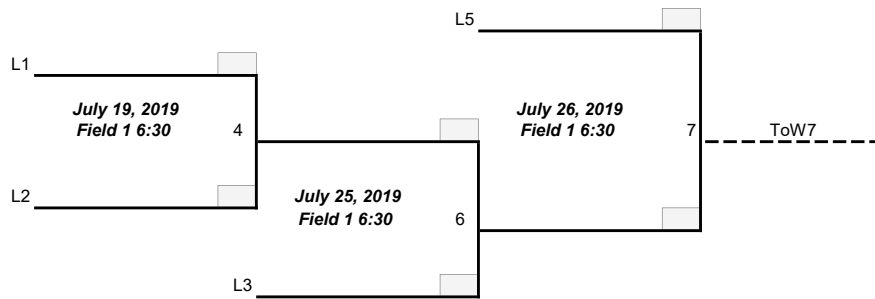 L5
L1
July 19, 2019
Field 1 6:30
4
July 26, 2019
Field 1 6:30
7
ToW7
L2
July 25, 2019
Field 1 6:30
6
L3